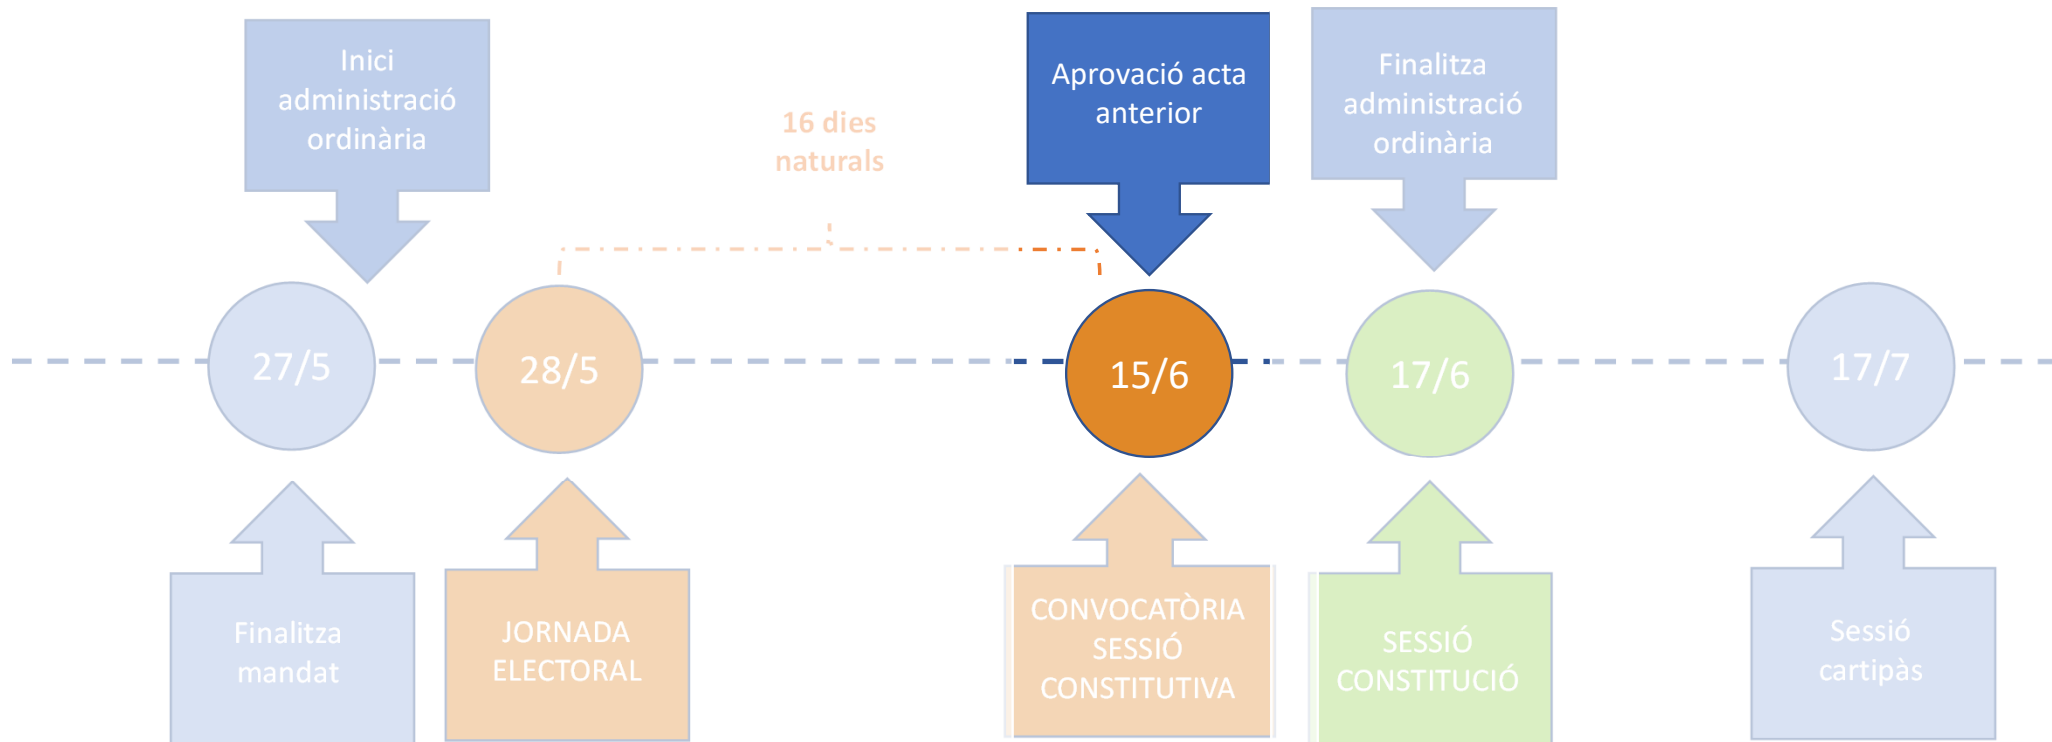 Inici
administració
ordinària
16 dies
naturals
Aprovació acta
anterior
Finalitza
administració
ordinària
27/5
28/5
15/6
17/6
17/7
Finalitza
mandat
JORNADA
ELECTORAL
CONVOCATÒRIA
SESSIÓ
CONSTITUTIVA
SESSIÓ
CONSTITUCIÓ
Sessió
cartipàs